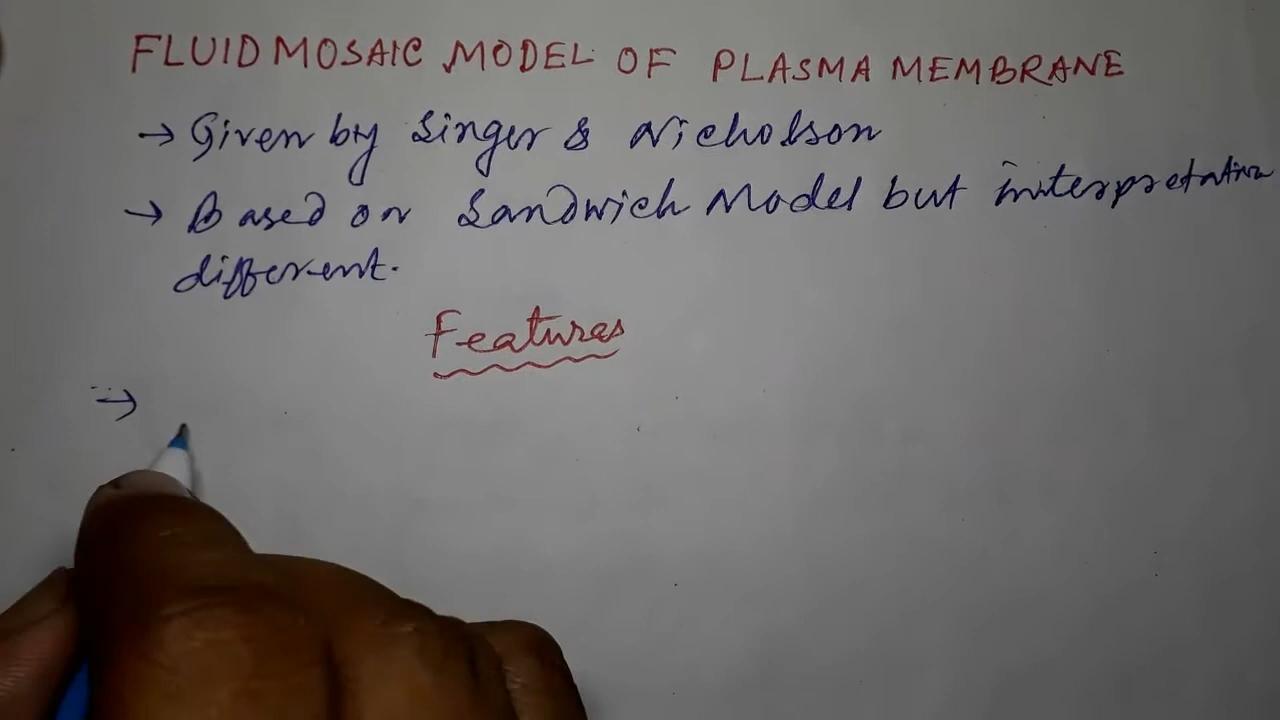 FLUID MOSAIC MODEL OF PLASMA MEMBRANE
→ Given by Singer & Nicholson
→ Based on Sandwich Model but interpretation
different.
Features
→